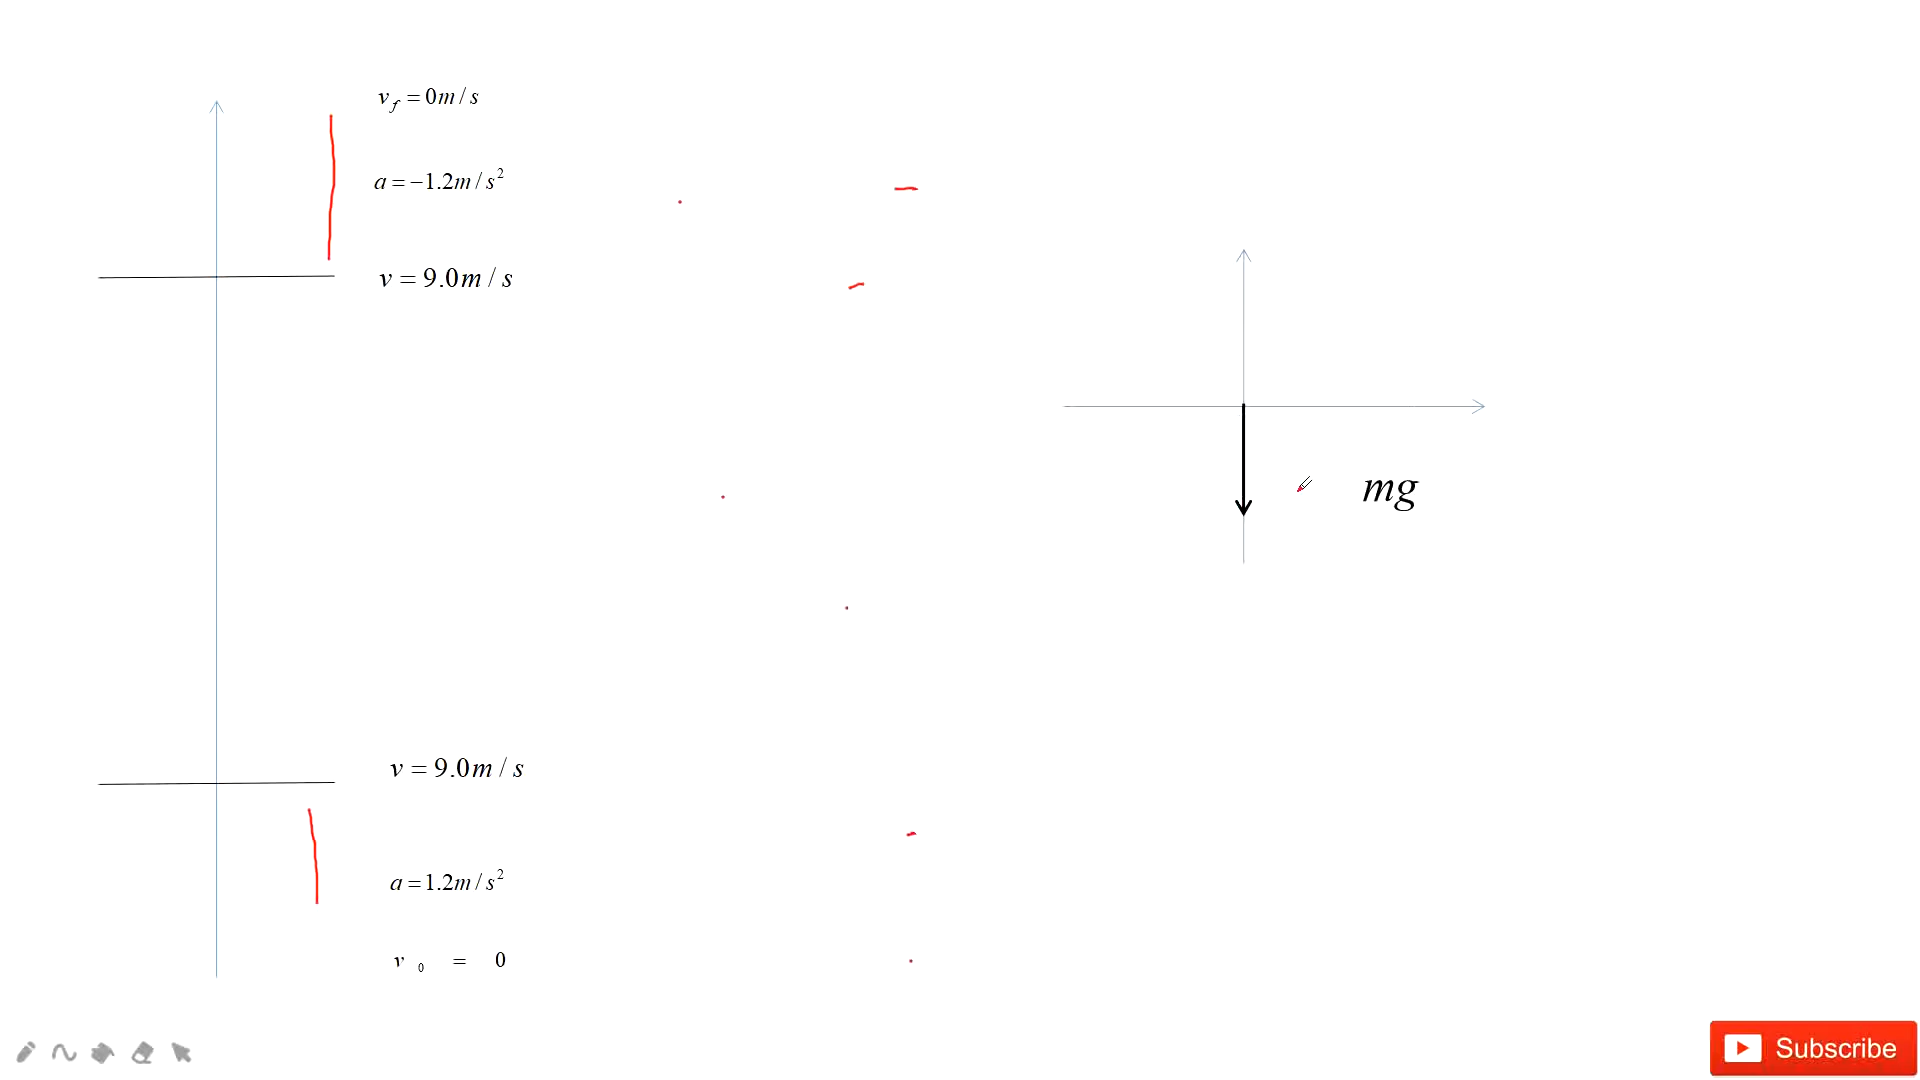 v_f = 0m/s
a = −1.2m/s²
v = 9.0m/s
mg
v = 9.0m/s
a = 1.2m/s²
v₀ = 0
Subscribe